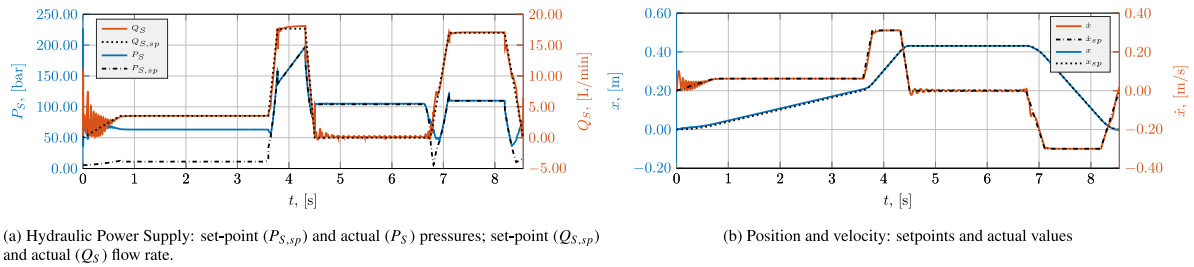 250.00
200.00
150.00
100.00
50.00
0.00
P_S, [bar]
Q_S
Q_{S,sp}
P_S
P_{S,sp}
20.00
15.00
10.00
5.00
0.00
−5.00
Q_S, [L/min]
0 1 2 3 4 5 6 7 8
t, [s]
(a) Hydraulic Power Supply: set-point (P_{S,sp}) and actual (P_S) pressures; set-point (Q_{S,sp})
and actual (Q_S) flow rate.
0.60
0.40
0.20
0.00
−0.20
x, [m]
ẋ
ẋ_{sp}
x
x_{sp}
0.40
0.20
0.00
−0.20
−0.40
ẋ, [m/s]
0 1 2 3 4 5 6 7 8
t, [s]
(b) Position and velocity: setpoints and actual values